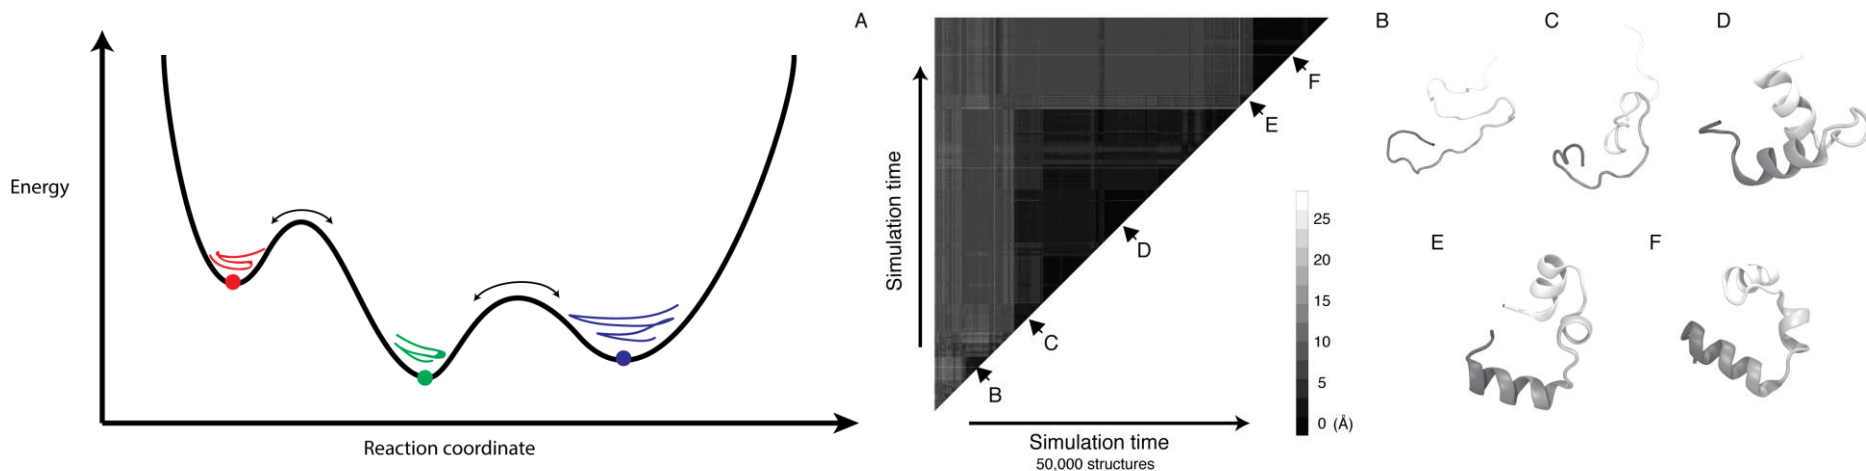 Energy
Reaction coordinate
A
Simulation time
B
C
D
E
F
Simulation time
50,000 structures
25
20
15
10
5
0 (Å)
B
C
D
E
F